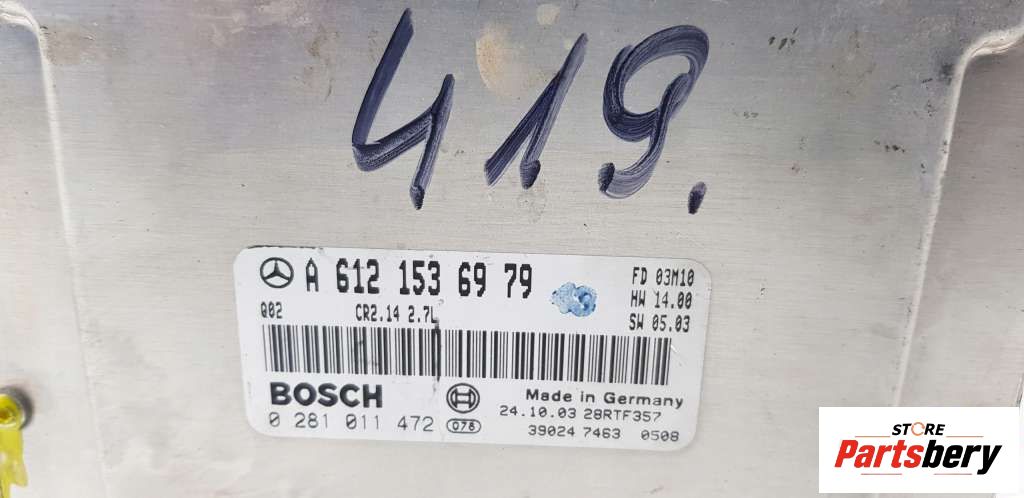 419.
A 612 153 69 79
FD 03M10
HW 14.00
Q02 CR2.14 2.7L
SW 05.03
BOSCH
Made in Germany
24.10.03 28RTF357
0 281 011 472 078
39024 7463 0508
STORE
Partsbery